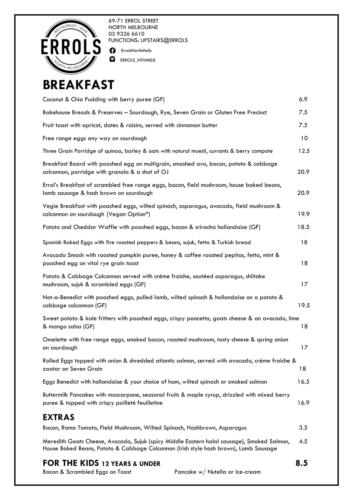 RESTAURANT • BAR
ERROLS
NORTH MELBOURNE
69-71 ERROL STREET
NORTH MELBOURNE
03 9326 6610
FUNCTIONS: UPSTAIRS@ERROLS
ErrolsNorthMelb
ERROLS_NTHMELB
BREAKFAST
Coconut & Chia Pudding with berry puree (GF) 6.9
Bakehouse Breads & Preserves – Sourdough, Rye, Seven Grain or Gluten Free Precinct 7.5
Fruit toast with apricot, dates & raisins, served with cinnamon butter 7.5
Free range eggs any way on sourdough 10
Three Grain Porridge of quinoa, barley & oats with natural muesli, currants & berry compote 12.5
Breakfast Board with poached egg on multigrain, smashed avo, bacon, potato & cabbage
colcannon, porridge with granola & a shot of OJ 20.9
Errol's Breakfast of scrambled free range eggs, bacon, field mushroom, house baked beans,
lamb sausage & hash brown on sourdough 20.9
Vegie Breakfast with poached eggs, wilted spinach, asparagus, avocado, field mushroom &
colcannon on sourdough (Vegan Option*) 19.9
Potato and Cheddar Waffle with poached eggs, bacon & sriracha hollandaise (GF) 18.5
Spanish Baked Eggs with fire roasted peppers & beans, sujuk, fetta & Turkish bread 18
Avocado Smash with roasted pumpkin puree, honey & coffee roasted pepitas, fetta, mint &
poached egg on vital rye grain toast 18
Potato & Cabbage Colcannon served with crème fraiche, sautéed asparagus, shiitake
mushroom, sujuk & scrambled eggs (GF) 17
Not-a-Benedict with poached eggs, pulled lamb, wilted spinach & hollandaise on a potato &
cabbage colcannon (GF) 19.5
Sweet potato & kale fritters with poached eggs, crispy pancetta, goats cheese & an avocado, lime
& mango salsa (GF) 18
Omelette with free range eggs, smoked bacon, roasted mushroom, tasty cheese & spring onion
on sourdough 17
Rolled Eggs topped with onion & shredded atlantic salmon, served with avocado, crème fraiche &
zaatar on Seven Grain 18
Eggs Benedict with hollandaise & your choice of ham, wilted spinach or smoked salmon 16.5
Buttermilk Pancakes with mascarpone, seasonal fruits & maple syrup, drizzled with mixed berry
puree & topped with crispy pailleté feuilletine 16.9
EXTRAS
Bacon, Roma Tomato, Field Mushroom, Wilted Spinach, Hashbrown, Asparagus 3.5
Meredith Goats Cheese, Avocado, Sujuk (spicy Middle Eastern halal sausage), Smoked Salmon, 4.5
House Baked Beans, Potato & Cabbage Colcannon (Irish style hash brown), Lamb Sausage
FOR THE KIDS 12 YEARS & UNDER 8.5
Bacon & Scrambled Eggs on Toast Pancake w/ Nutella or Ice-cream